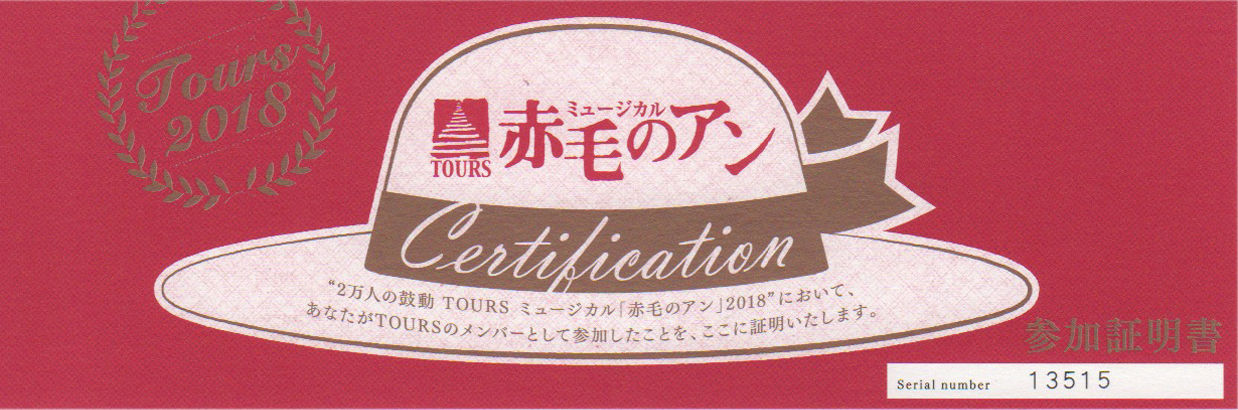 Tours
2018
ミュージカル
赤毛のアン
TOURS
Certification
“2万人の鼓動 TOURS ミュージカル「赤毛のアン」2018”において、
あなたがTOURSのメンバーとして参加したことを、ここに証明いたします。
参加証明書
Serial number 13515